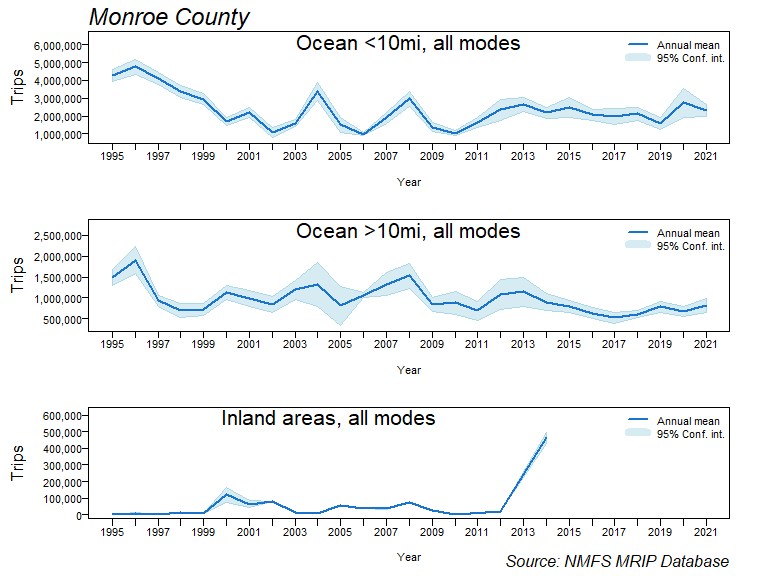 Monroe County
Ocean <10mi, all modes
Annual mean
95% Conf. int.
6,000,000
5,000,000
4,000,000
3,000,000
2,000,000
1,000,000
Trips
1995 1997 1999 2001 2003 2005 2007 2009 2011 2013 2015 2017 2019 2021
Year
Ocean >10mi, all modes
Annual mean
95% Conf. int.
2,500,000
2,000,000
1,500,000
1,000,000
500,000
Trips
1995 1997 1999 2001 2003 2005 2007 2009 2011 2013 2015 2017 2019 2021
Year
Inland areas, all modes
Annual mean
95% Conf. int.
600,000
500,000
400,000
300,000
200,000
100,000
0
Trips
1995 1997 1999 2001 2003 2005 2007 2009 2011 2013 2015 2017 2019 2021
Year
Source: NMFS MRIP Database